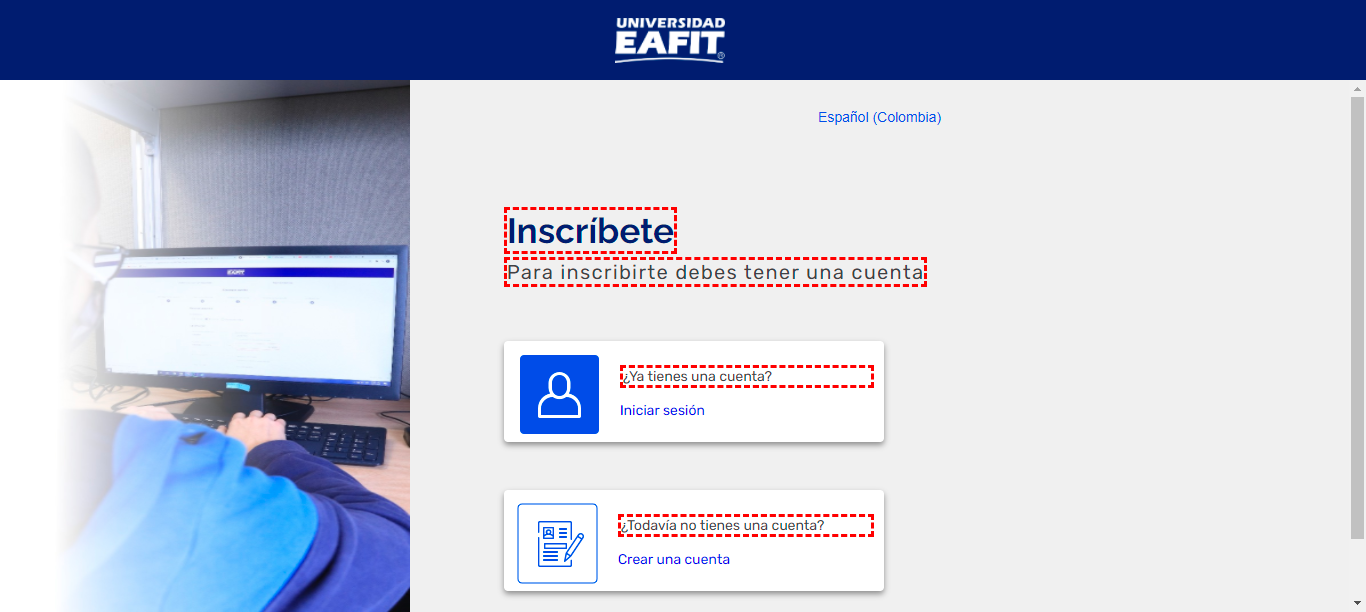 UNIVERSIDAD
EAFIT
Español (Colombia)
Inscríbete
Para inscribirte debes tener una cuenta
¿Ya tienes una cuenta?
Iniciar sesión
¿Todavía no tienes una cuenta?
Crear una cuenta